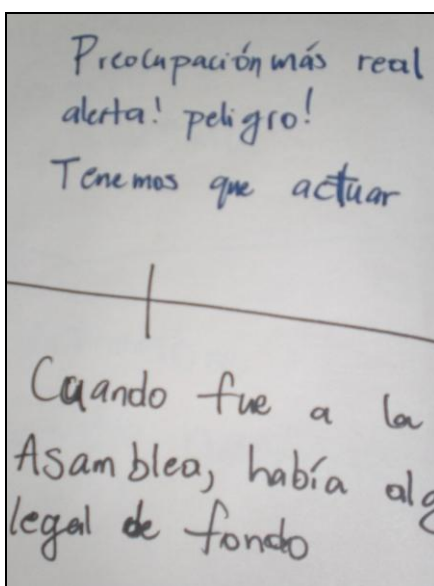 Preocupación más real
alerta! peligro!
Tenemos que actuar
Cuando fue a la
Asamblea, había alg
legal de fondo